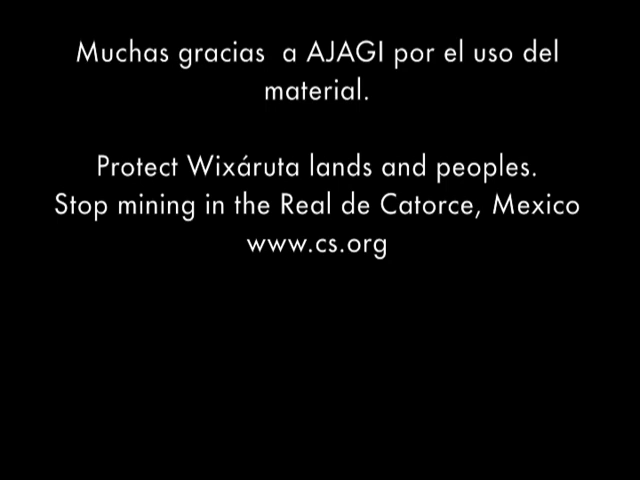 Muchas gracias  a AJAGI por el uso del
material.
Protect Wixáruta lands and peoples.
Stop mining in the Real de Catorce, Mexico
www.cs.org